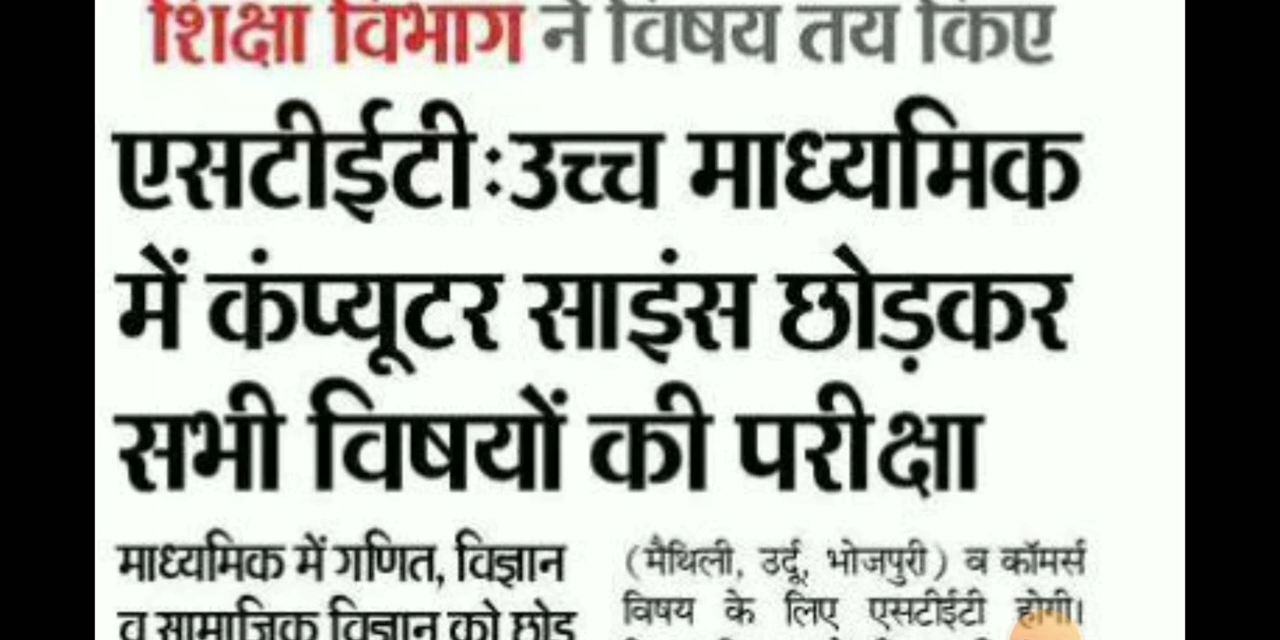 शिक्षा विभाग ने विषय तय किए
एसटीईटी:उच्च माध्यमिक
में कंप्यूटर साइंस छोड़कर
सभी विषयों की परीक्षा
माध्यमिक में गणित, विज्ञान
व सामाजिक विज्ञान को छोड़
(मैथिली, उर्दू, भोजपुरी) व कॉमर्स
विषय के लिए एसटीईटी होगी।